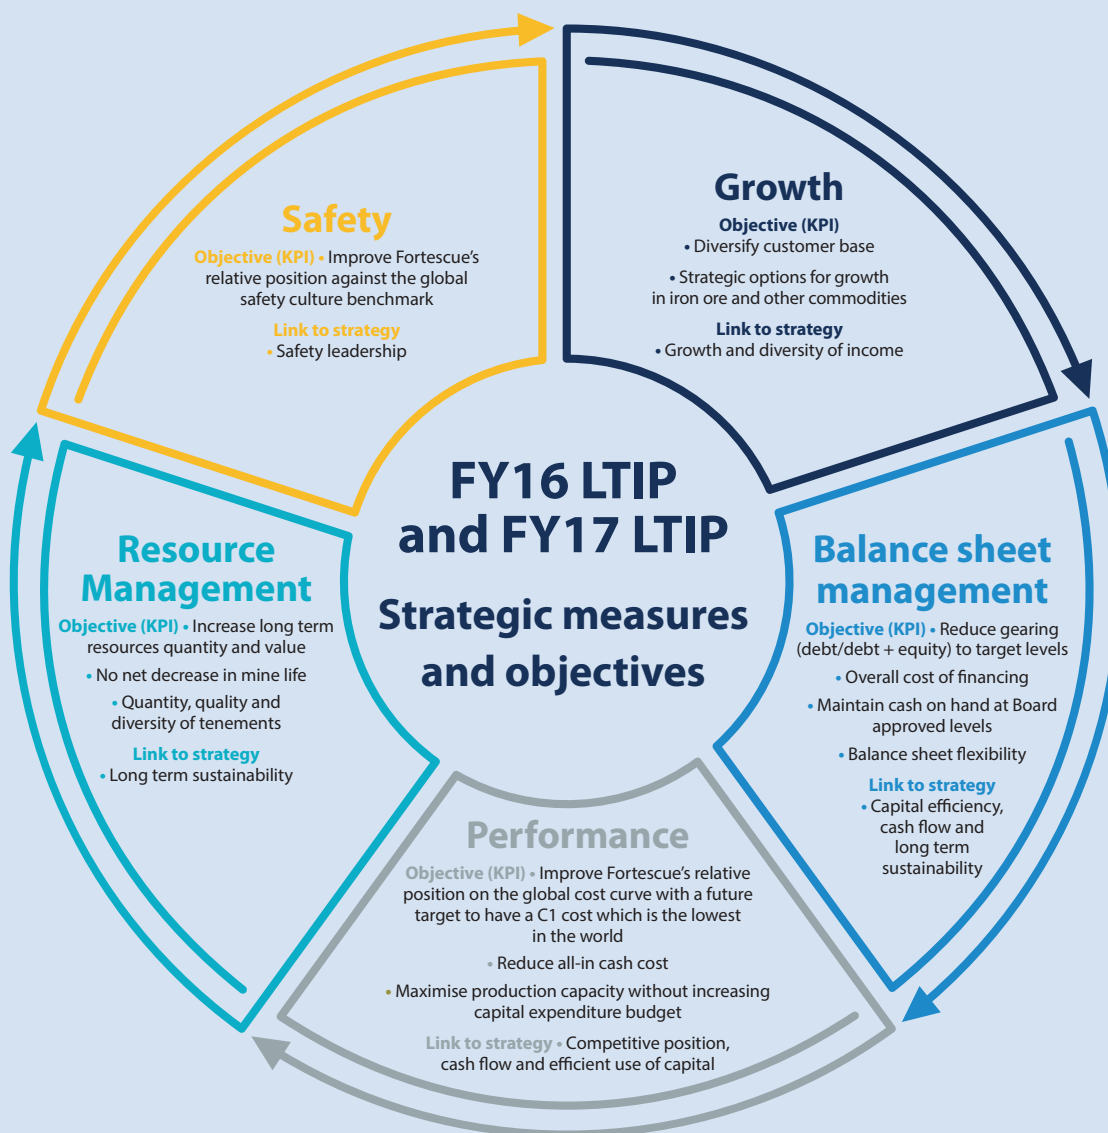 Safety
Objective (KPI) • Improve Fortescue's
relative position against the global
safety culture benchmark
Link to strategy
• Safety leadership
Growth
Objective (KPI)
• Diversify customer base
• Strategic options for growth
in iron ore and other commodities
Link to strategy
• Growth and diversity of income
FY16 LTIP
and FY17 LTIP
Strategic measures
and objectives
Resource
Management
Objective (KPI) • Increase long term
resources quantity and value
• No net decrease in mine life
• Quantity, quality and
diversity of tenements
Link to strategy
• Long term sustainability
Balance sheet
management
Objective (KPI) • Reduce gearing
(debt/debt + equity) to target levels
• Overall cost of financing
• Maintain cash on hand at Board
approved levels
• Balance sheet flexibility
Link to strategy
• Capital efficiency,
cash flow and
long term
sustainability
Performance
Objective (KPI) • Improve Fortescue's relative
position on the global cost curve with a future
target to have a C1 cost which is the lowest
in the world
• Reduce all-in cash cost
• Maximise production capacity without increasing
capital expenditure budget
Link to strategy • Competitive position,
cash flow and efficient use of capital